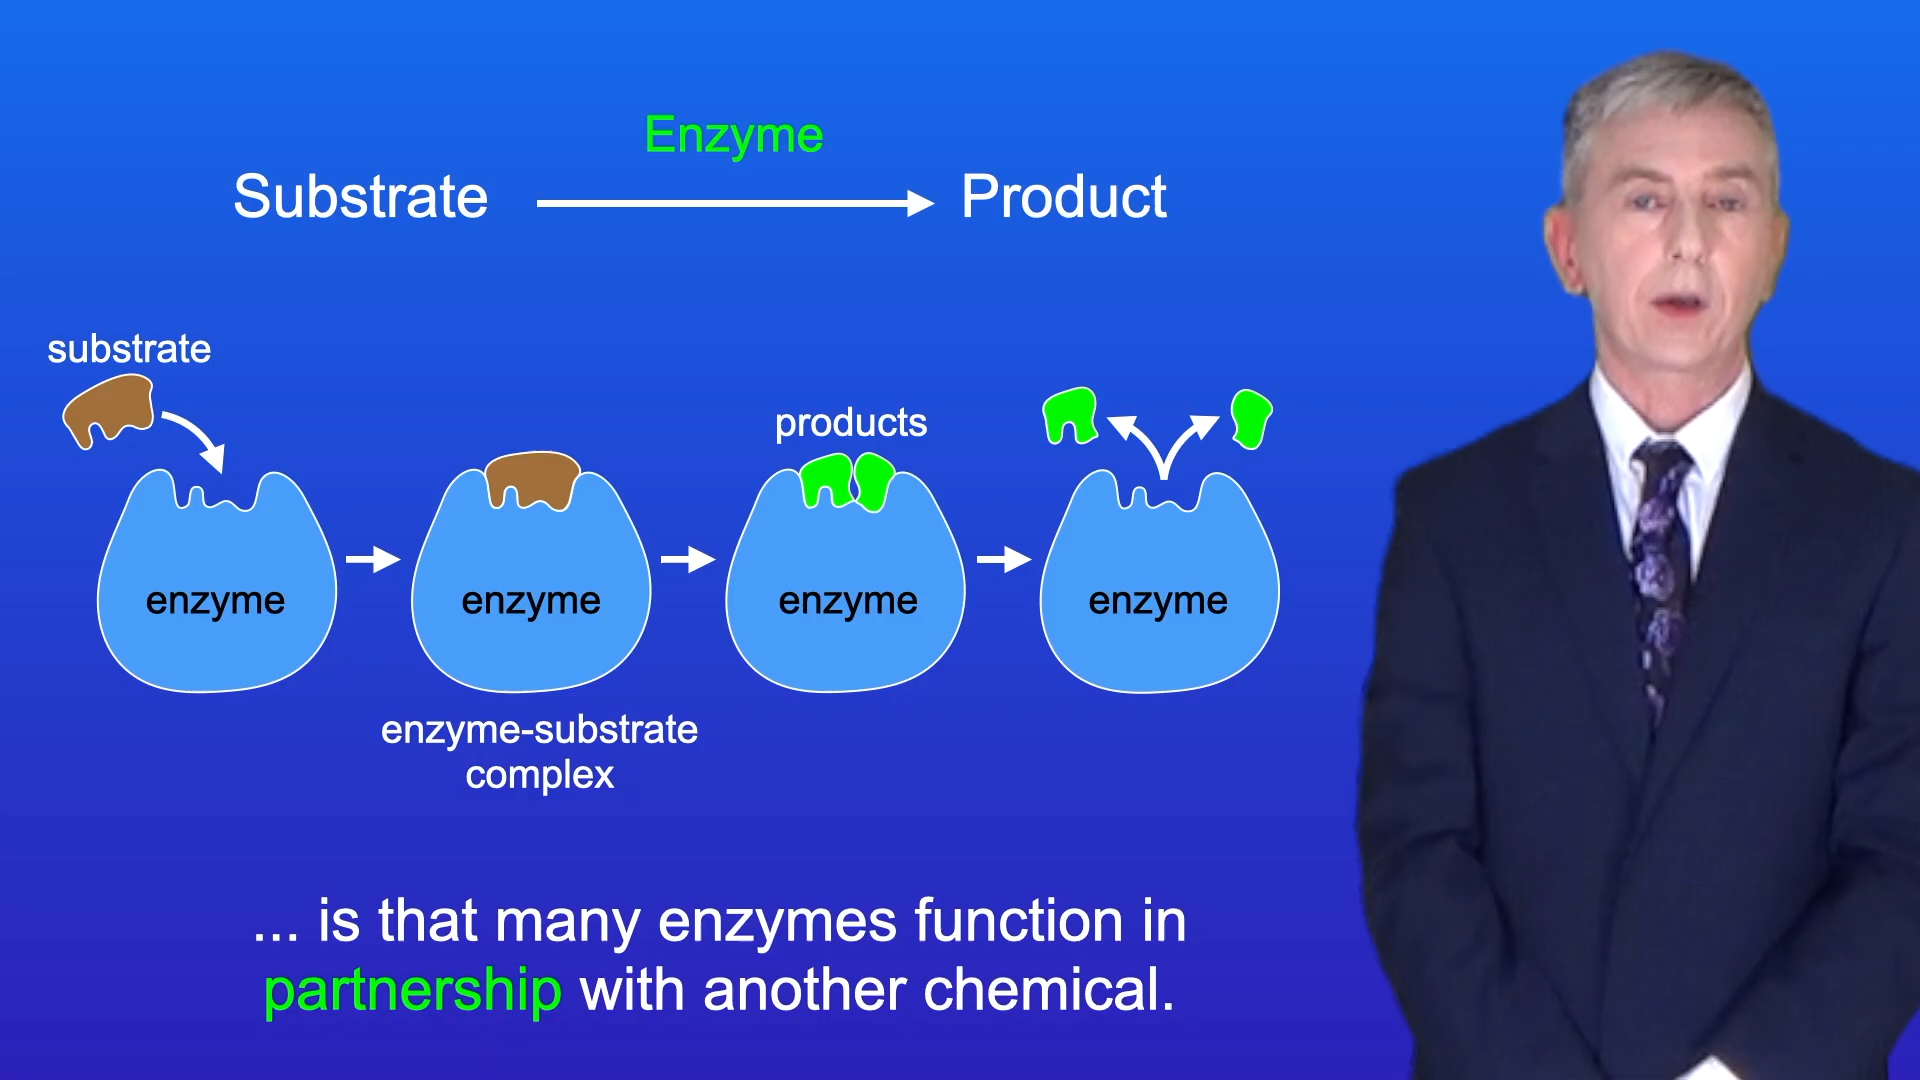 Enzyme
Substrate Product
substrate
products
enzyme enzyme enzyme enzyme
enzyme-substrate
complex
... is that many enzymes function in
partnership with another chemical.